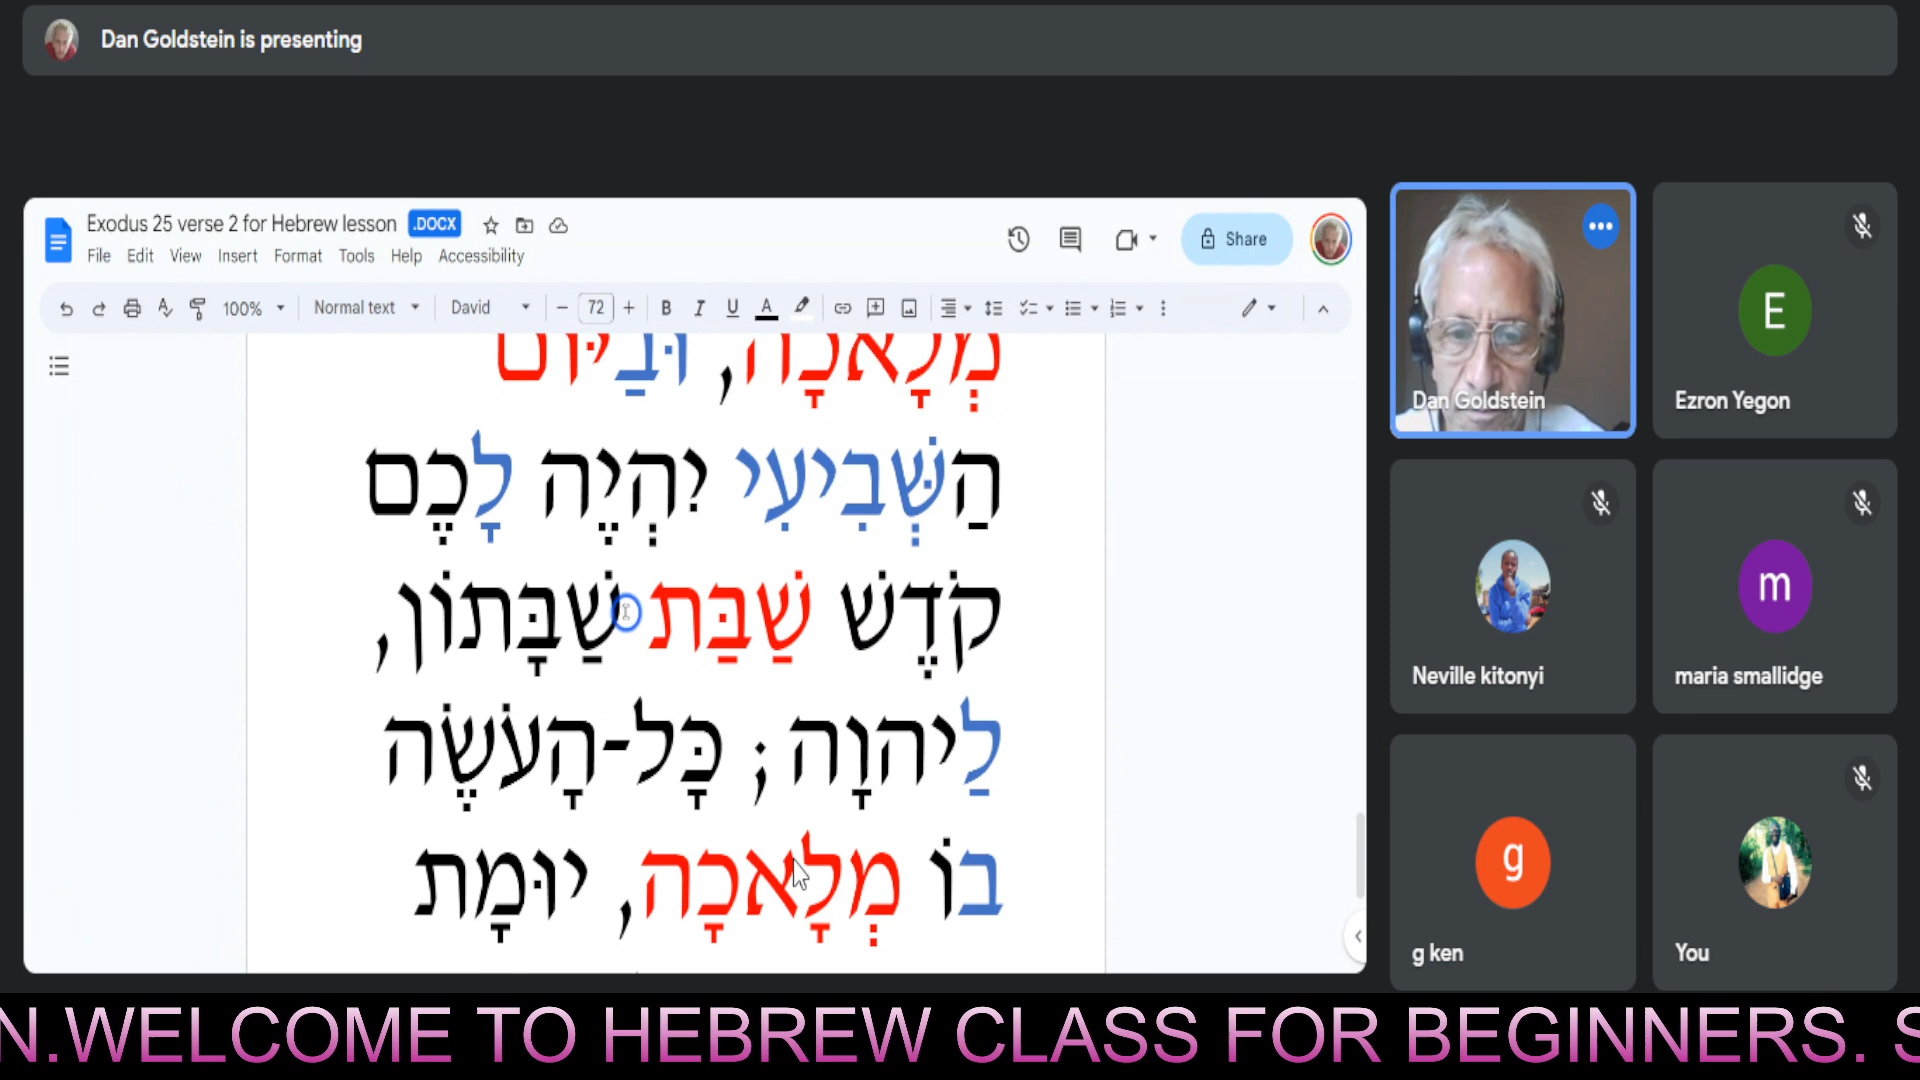 Dan Goldstein is presenting
Exodus 25 verse 2 for Hebrew lesson .DOCX
File Edit View Insert Format Tools Help Accessibility
Share
100% Normal text David 72 B I U A
מְלָאכָה, וּבַיּוֹם
הַשְּׁבִיעִי יִהְיֶה לָכֶם
קֹדֶשׁ שַׁבַּת שַׁבָּתוֹן,
לַיהוָה; כָּל-הָעֹשֶׂה
בוֹ מְלָאכָה, יוּמָת
Dan Goldstein
E
Ezron Yegon
Neville kitonyi
m
maria smallidge
g
g ken
You
N.WELCOME TO HEBREW CLASS FOR BEGINNERS. S